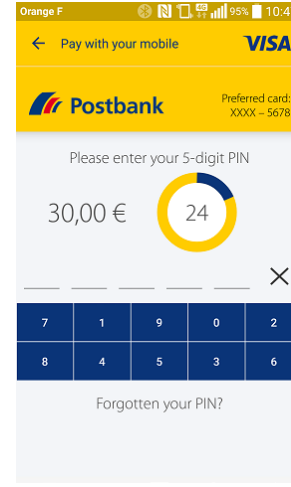 Orange F 4G 95% 10:4
Pay with your mobile VISA
Postbank
Preferred card:
XXXX – 5678
Please enter your 5-digit PIN
30,00 € 24
7 1 9 0 2
8 4 5 3 6
Forgotten your PIN?